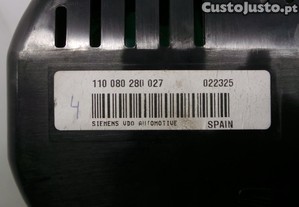 CustoJusto.pt
110 080 280 027 022325
4
SIEMENS VDO AUTOMOTIVE SPAIN